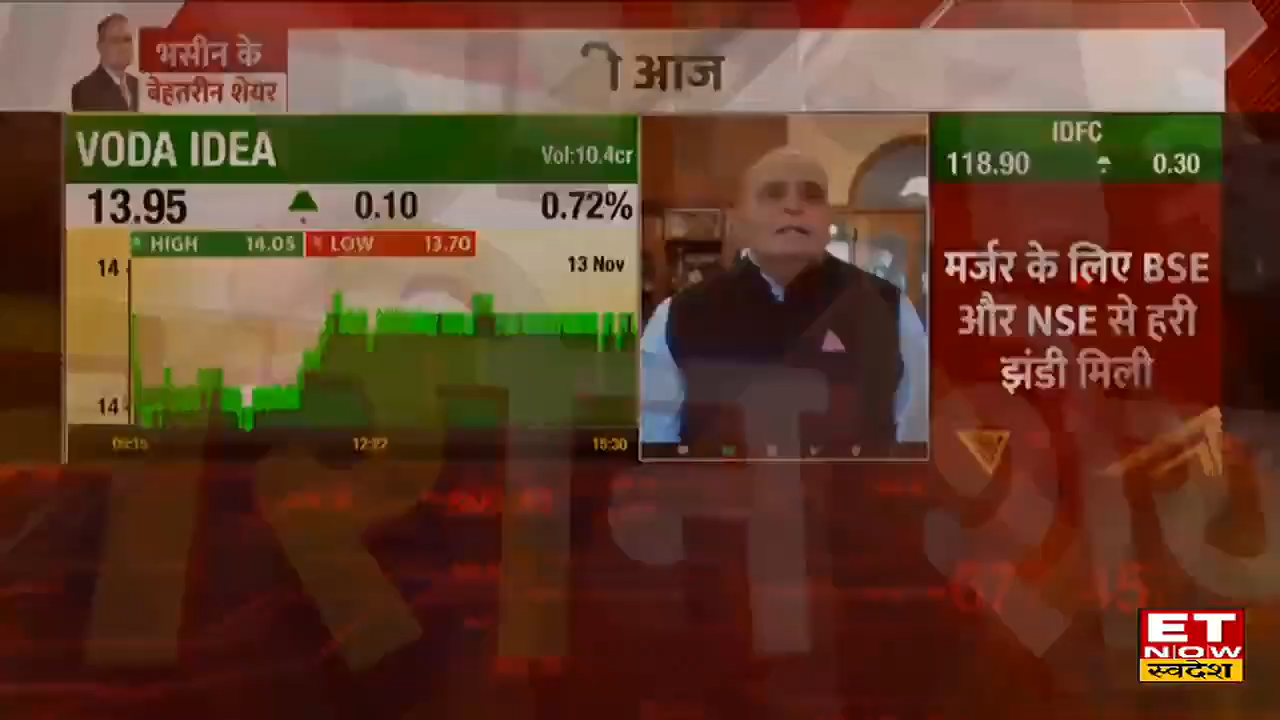 भसीन के
बेहतरीन शेयर
ी आज
VODA IDEA
Vol:10.4cr
13.95 0.10 0.72%
HIGH 14.05 LOW 13.70
14
13 Nov
14
09:15 12:22 15:30
IDFC
118.90 0.30
मर्जर के लिए BSE
और NSE से हरी
झंडी मिली
ET
NOW
स्वदेश